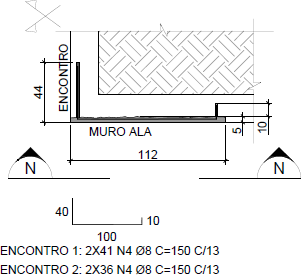 ENCONTRO
44
MURO ALA
5
10
112
N
N
40
10
100
ENCONTRO 1: 2X41 N4 Ø8 C=150 C/13
ENCONTRO 2: 2X36 N4 Ø8 C=150 C/13